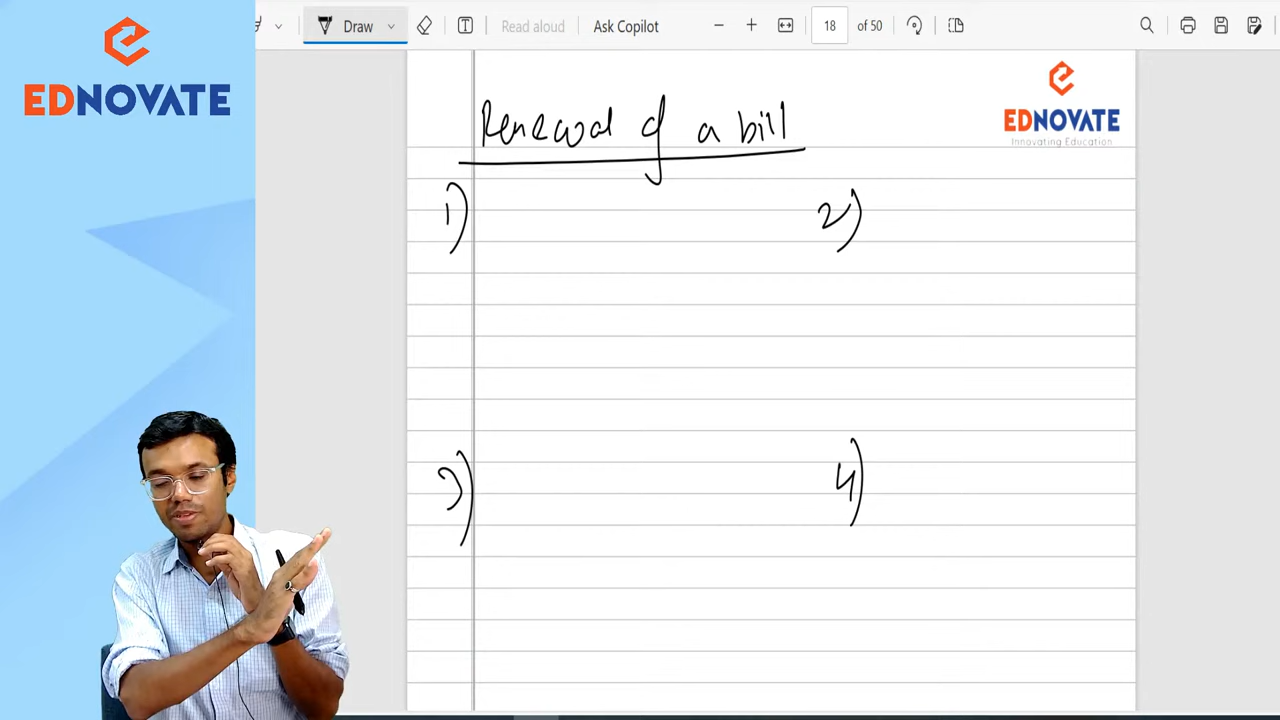 EDNOVATE
Draw
Read aloud
Ask Copilot
18 of 50
EDNOVATE
Innovating Education
Renewal of a bill
1)
2)
3)
4)